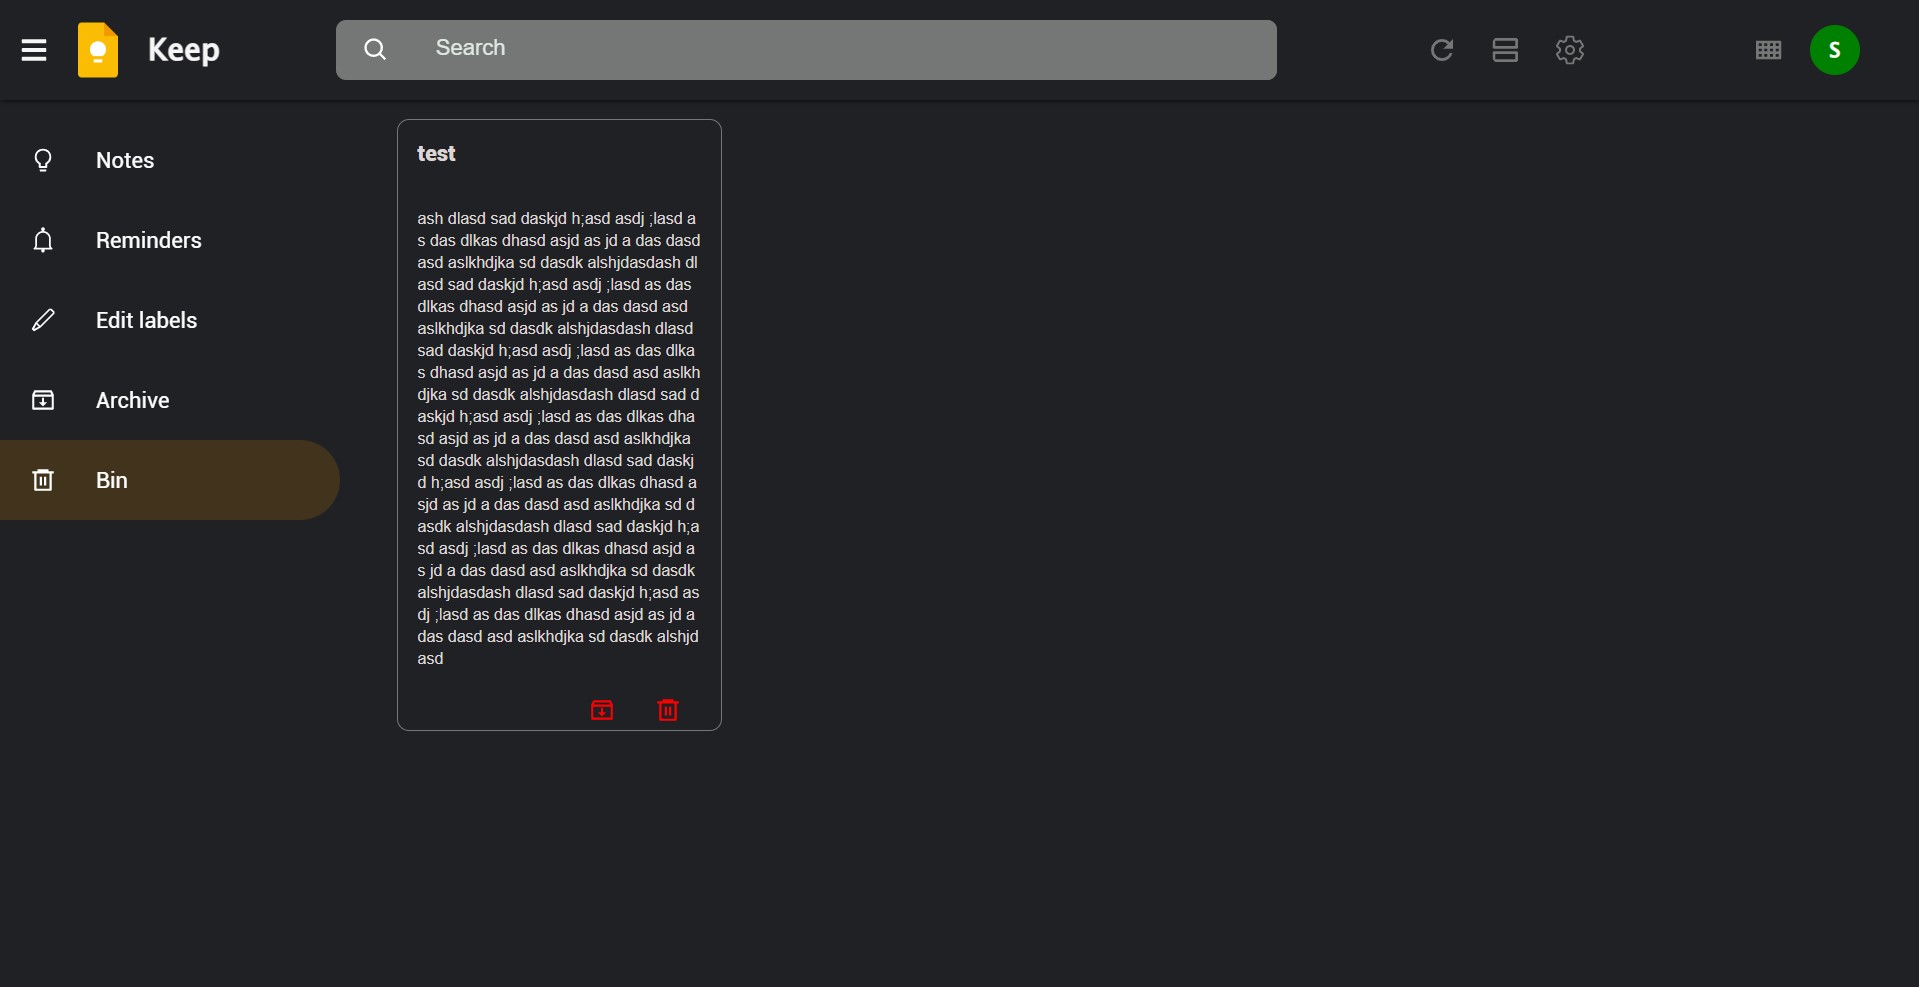 Keep
Search
S
Notes
Reminders
Edit labels
Archive
Bin
test
ash dlasd sad daskjd h;asd asdj ;lasd a
s das dlkas dhasd asjd as jd a das dasd
asd aslkhdjka sd dasdk alshjdasdash dl
asd sad daskjd h;asd asdj ;lasd as das
dlkas dhasd asjd as jd a das dasd asd
aslkhdjka sd dasdk alshjdasdash dlasd
sad daskjd h;asd asdj ;lasd as das dlka
s dhasd asjd as jd a das dasd asd aslkh
djka sd dasdk alshjdasdash dlasd sad d
askjd h;asd asdj ;lasd as das dlkas dha
sd asjd as jd a das dasd asd aslkhdjka
sd dasdk alshjdasdash dlasd sad daskj
d h;asd asdj ;lasd as das dlkas dhasd a
sjd as jd a das dasd asd aslkhdjka sd d
asdk alshjdasdash dlasd sad daskjd h;a
sd asdj ;lasd as das dlkas dhasd asjd a
s jd a das dasd asd aslkhdjka sd dasdk
alshjdasdash dlasd sad daskjd h;asd as
dj ;lasd as das dlkas dhasd asjd as jd a
das dasd asd aslkhdjka sd dasdk alshjd
asd